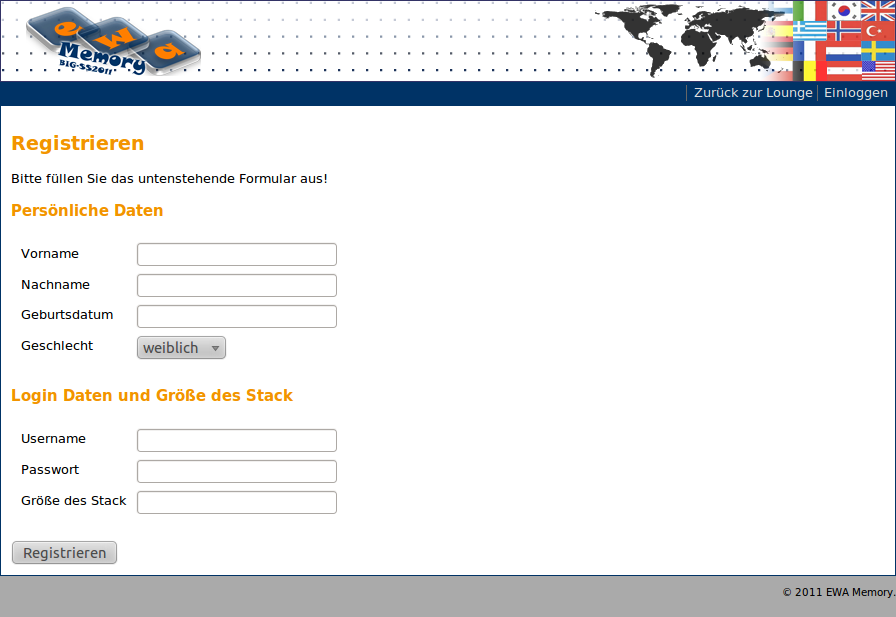 ewa
Memory
BIG-SS2011
Zurück zur Lounge
Einloggen
Registrieren
Bitte füllen Sie das untenstehende Formular aus!
Persönliche Daten
Vorname
Nachname
Geburtsdatum
Geschlecht weiblich
Login Daten und Größe des Stack
Username
Passwort
Größe des Stack
Registrieren
© 2011 EWA Memory.